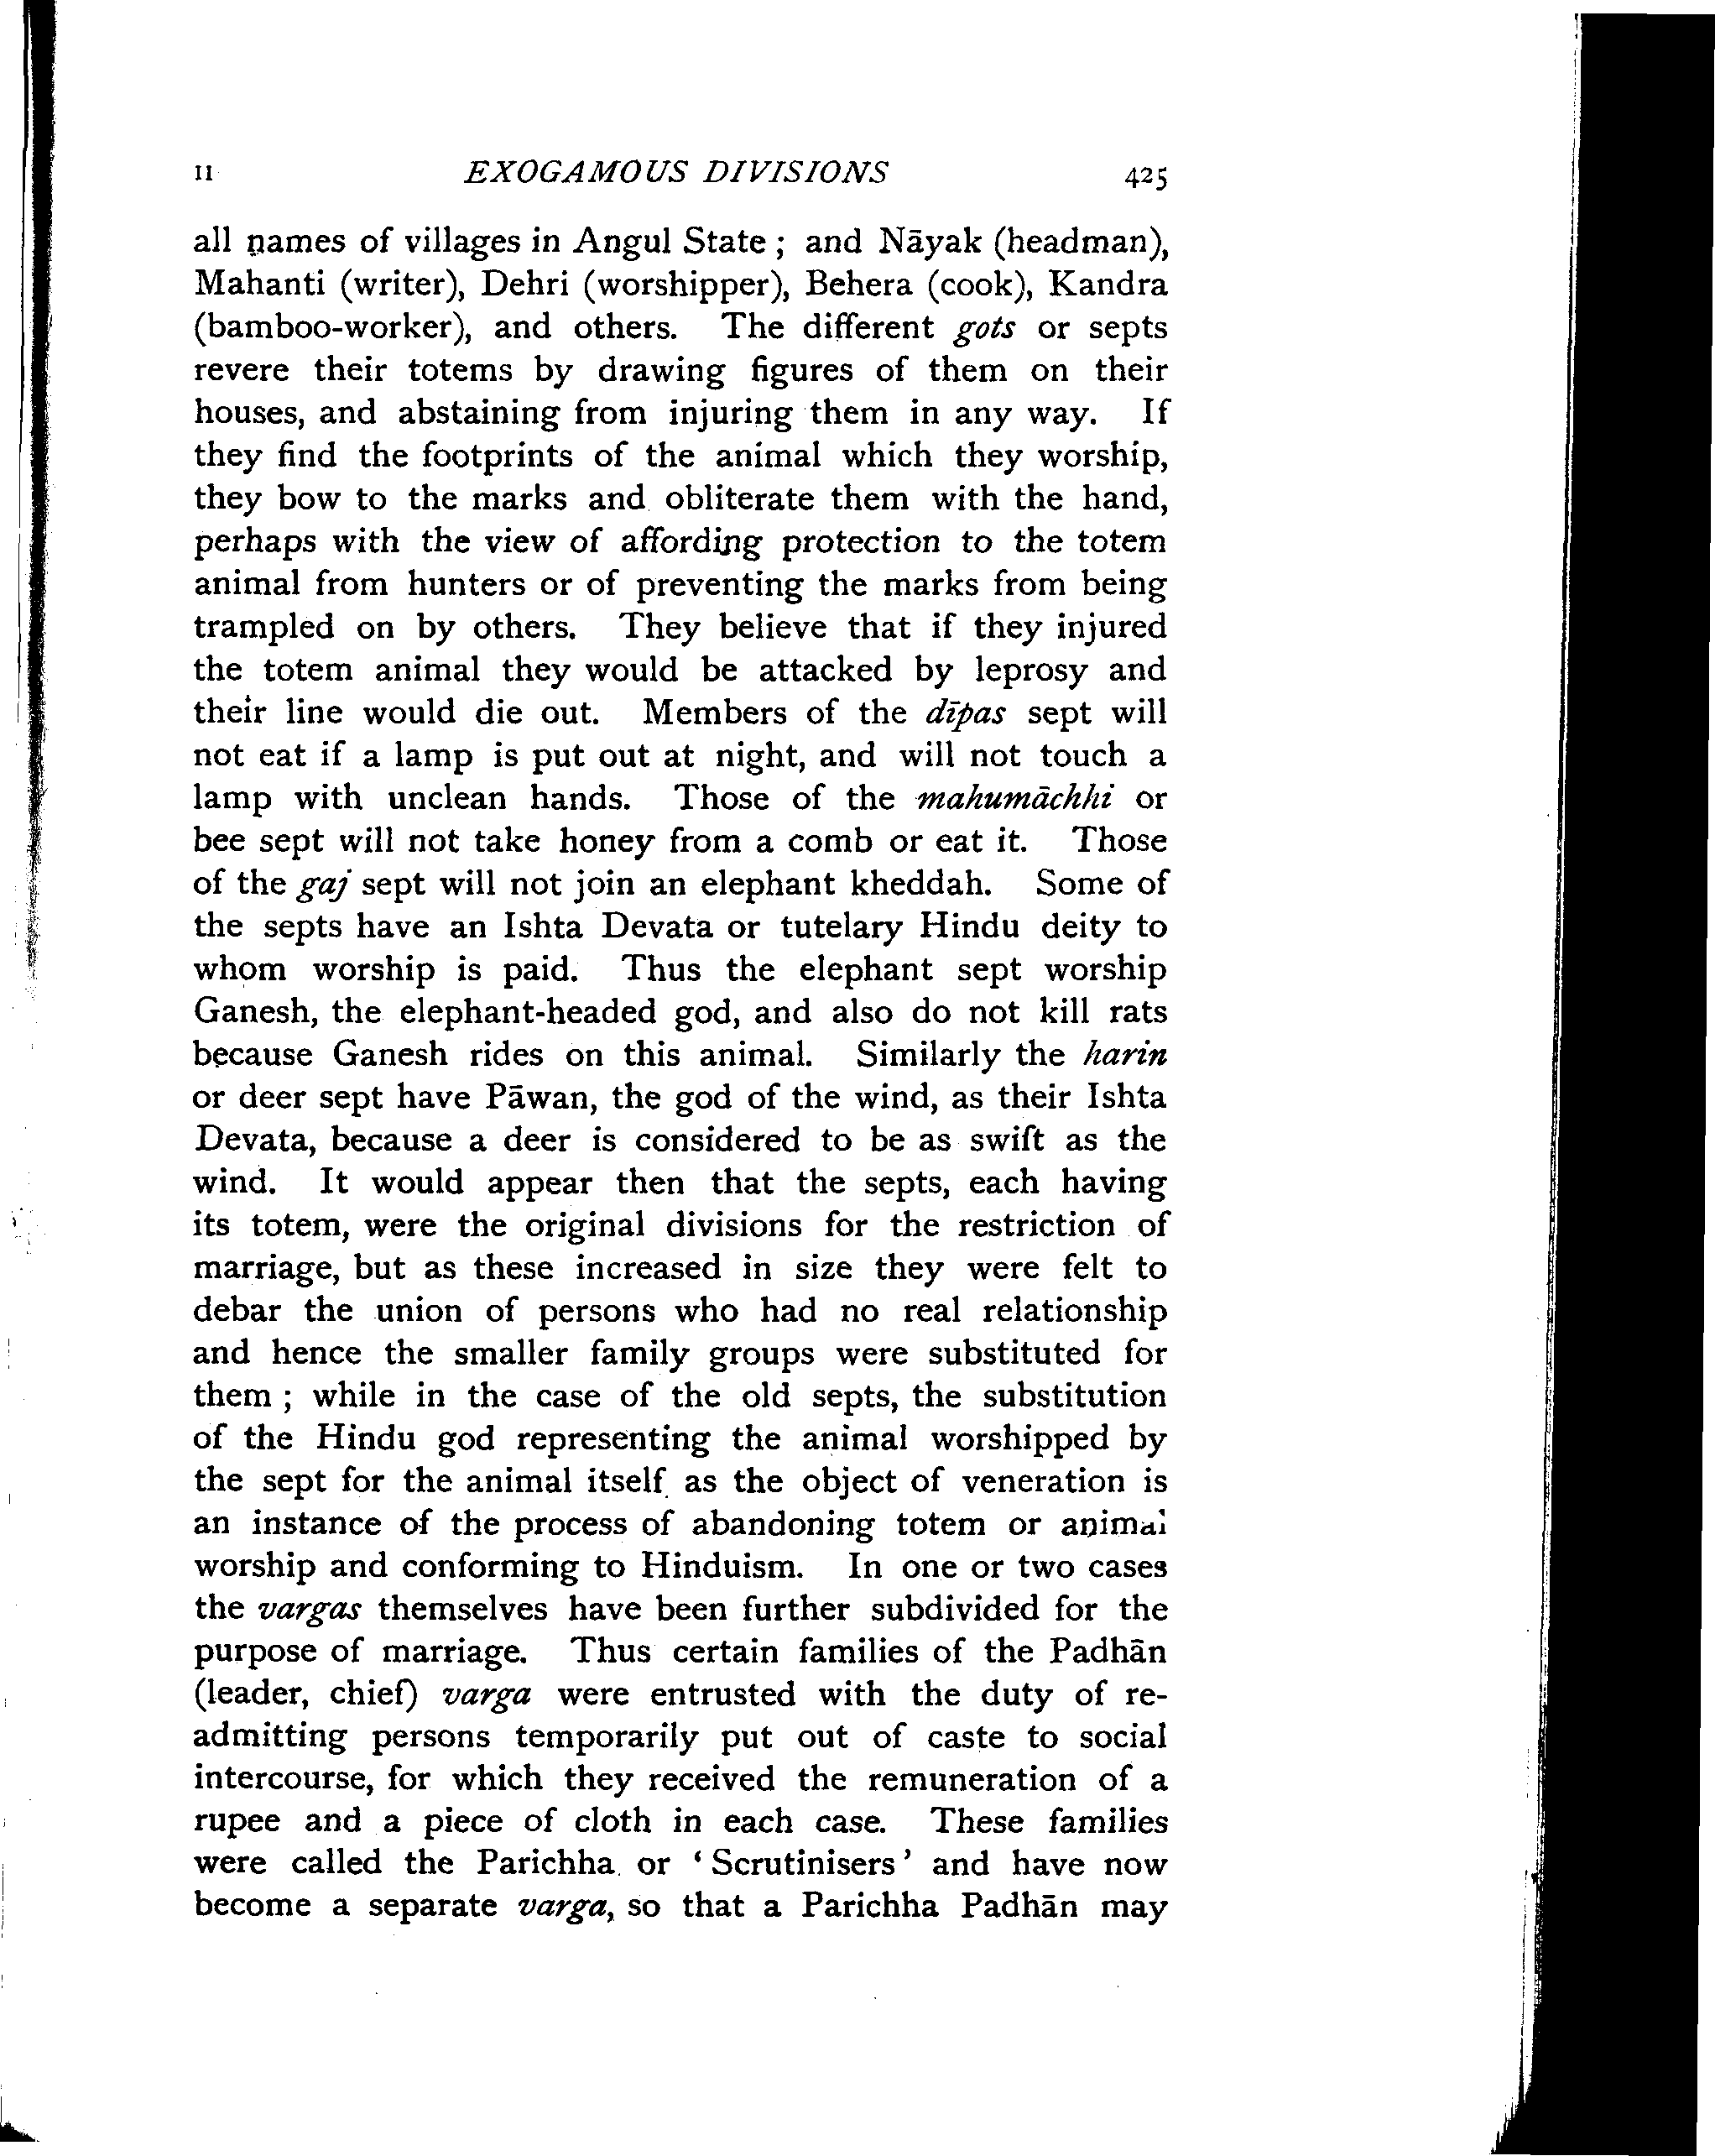 II EXOGAMOUS DIVISIONS 425
all names of villages in Angul State ; and Nāyak (headman),
Mahanti (writer), Dehri (worshipper), Behera (cook), Kandra
(bamboo-worker), and others. The different gots or septs
revere their totems by drawing figures of them on their
houses, and abstaining from injuring them in any way. If
they find the footprints of the animal which they worship,
they bow to the marks and obliterate them with the hand,
perhaps with the view of affording protection to the totem
animal from hunters or of preventing the marks from being
trampled on by others. They believe that if they injured
the totem animal they would be attacked by leprosy and
their line would die out. Members of the dīpas sept will
not eat if a lamp is put out at night, and will not touch a
lamp with unclean hands. Those of the mahumāchhi or
bee sept will not take honey from a comb or eat it. Those
of the gaj sept will not join an elephant kheddah. Some of
the septs have an Ishta Devata or tutelary Hindu deity to
whom worship is paid. Thus the elephant sept worship
Ganesh, the elephant-headed god, and also do not kill rats
because Ganesh rides on this animal. Similarly the harin
or deer sept have Pāwan, the god of the wind, as their Ishta
Devata, because a deer is considered to be as swift as the
wind. It would appear then that the septs, each having
its totem, were the original divisions for the restriction of
marriage, but as these increased in size they were felt to
debar the union of persons who had no real relationship
and hence the smaller family groups were substituted for
them ; while in the case of the old septs, the substitution
of the Hindu god representing the animal worshipped by
the sept for the animal itself as the object of veneration is
an instance of the process of abandoning totem or animal
worship and conforming to Hinduism. In one or two cases
the vargas themselves have been further subdivided for the
purpose of marriage. Thus certain families of the Padhān
(leader, chief) varga were entrusted with the duty of re-
admitting persons temporarily put out of caste to social
intercourse, for which they received the remuneration of a
rupee and a piece of cloth in each case. These families
were called the Parichha or ‘ Scrutinisers ’ and have now
become a separate varga, so that a Parichha Padhān may